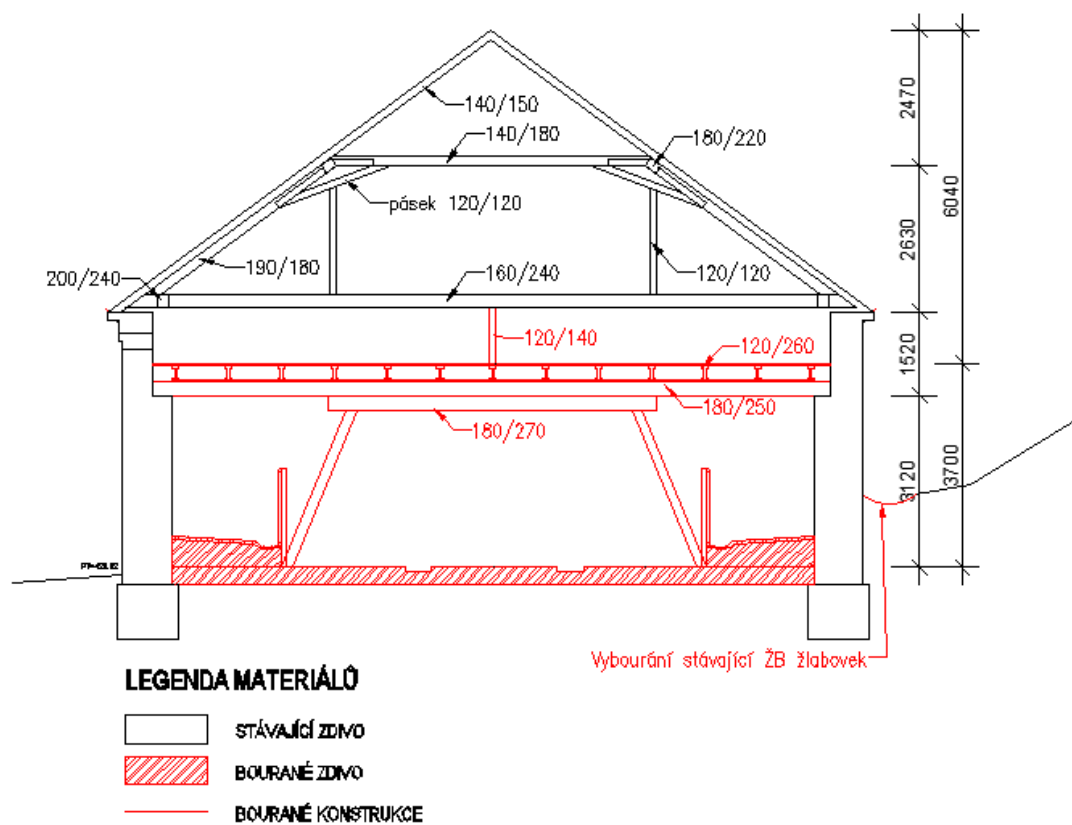 140/150
140/180
180/220
pásek 120/120
190/180
120/120
200/240
160/240
120/140
120/260
180/250
180/270
2470
2630
6040
1520
3120
3700
Vybourání stávající ŽB žlabovek
LEGENDA MATERIÁLŮ
STÁVAJÍCÍ ZDIVO
BOURANÉ ZDIVO
BOURANÉ KONSTRUKCE